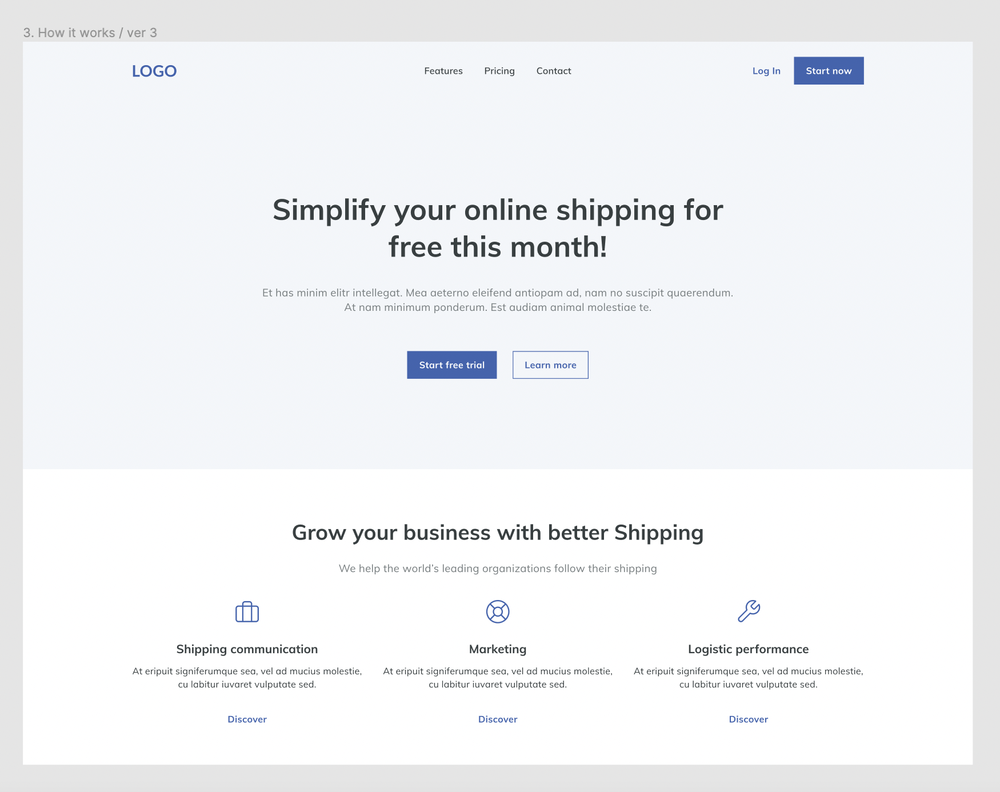 3. How it works / ver 3
LOGO
Features
Pricing
Contact
Log In
Start now
Simplify your online shipping for
free this month!
Et has minim elitr intellegat. Mea aeterno eleifend antiopam ad, nam no suscipit quaerendum.
At nam minimum ponderum. Est audiam animal molestiae te.
Start free trial
Learn more
Grow your business with better Shipping
We help the world’s leading organizations follow their shipping
Shipping communication
At eripuit signiferumque sea, vel ad mucius molestie,
cu labitur iuvaret vulputate sed.
Discover
Marketing
At eripuit signiferumque sea, vel ad mucius molestie,
cu labitur iuvaret vulputate sed.
Discover
Logistic performance
At eripuit signiferumque sea, vel ad mucius molestie,
cu labitur iuvaret vulputate sed.
Discover